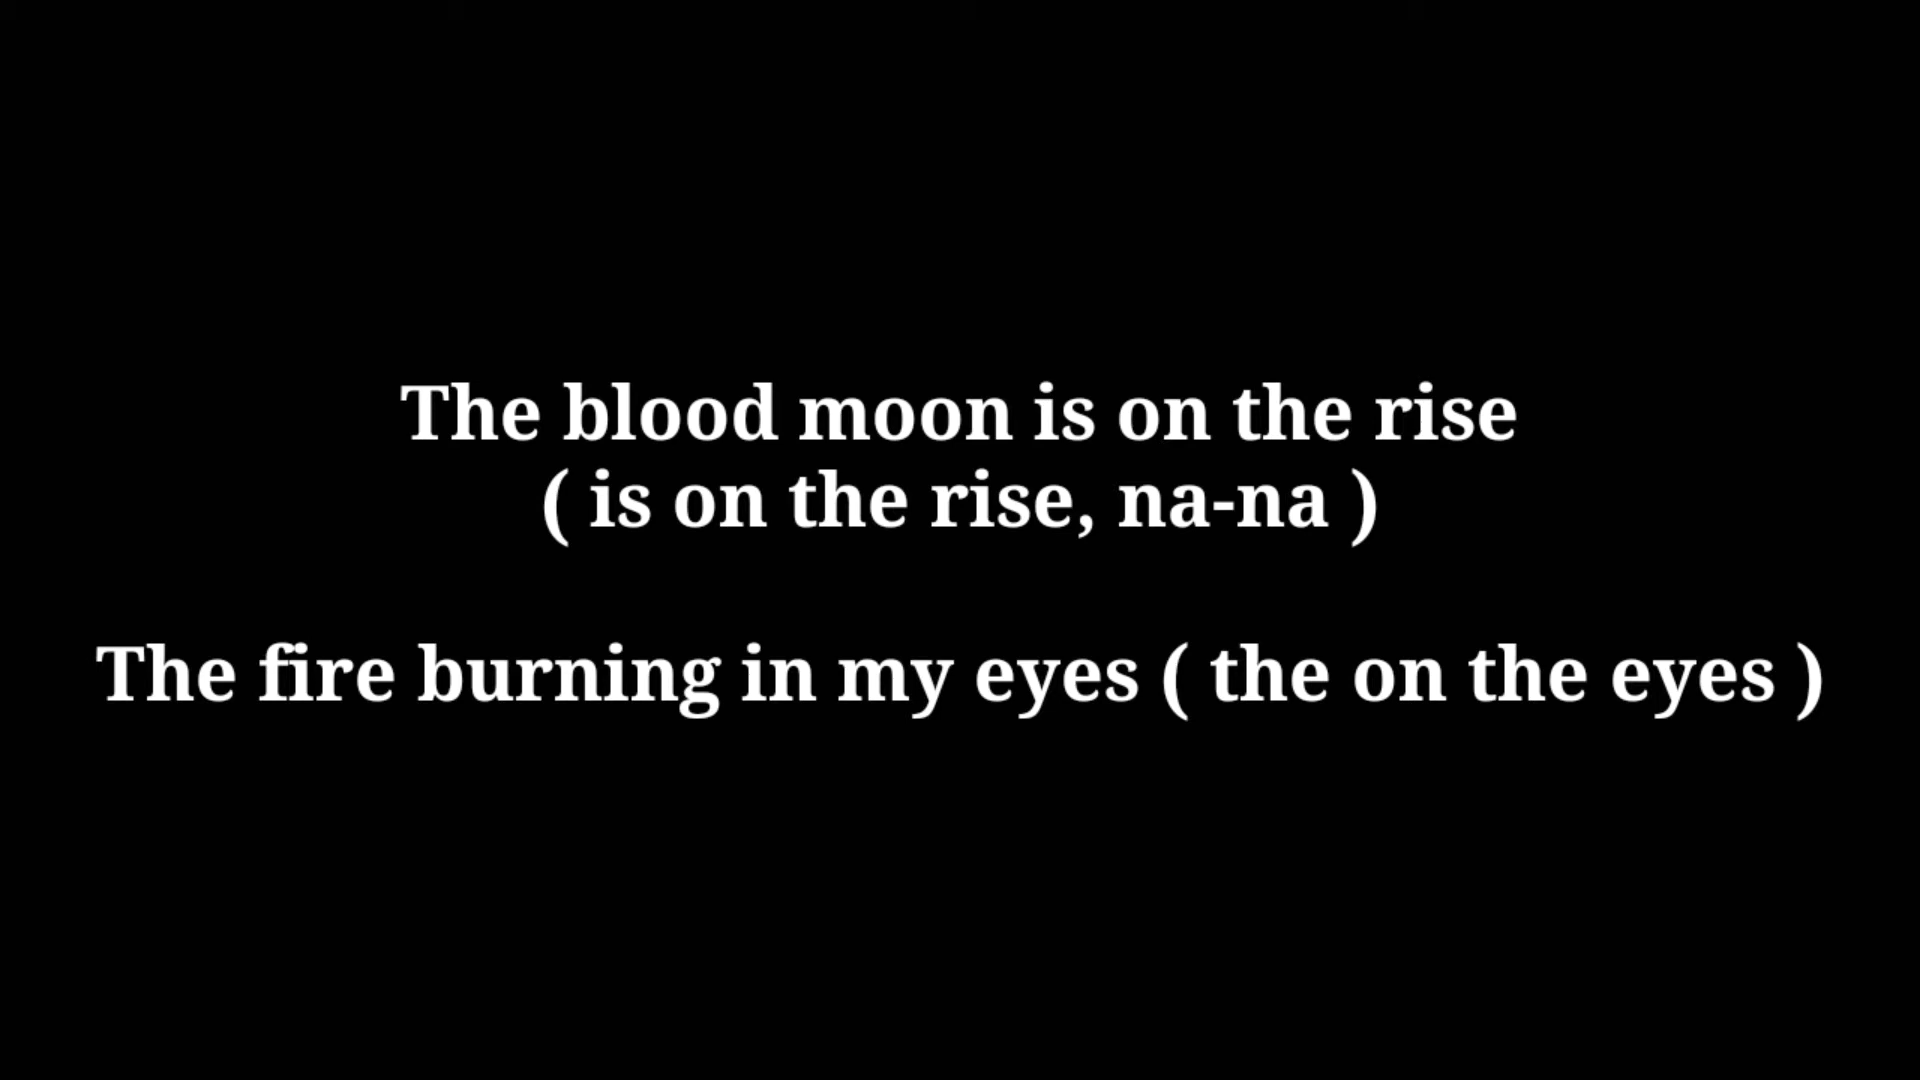 The blood moon is on the rise
( is on the rise, na-na )
The fire burning in my eyes ( the on the eyes )